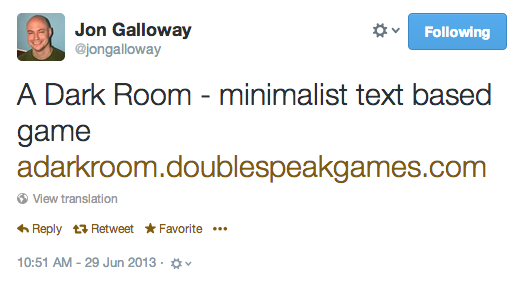 Jon Galloway
@jongalloway
Following
A Dark Room - minimalist text based
game
adarkroom.doublespeakgames.com
View translation
Reply Retweet Favorite •••
10:51 AM - 29 Jun 2013 ·